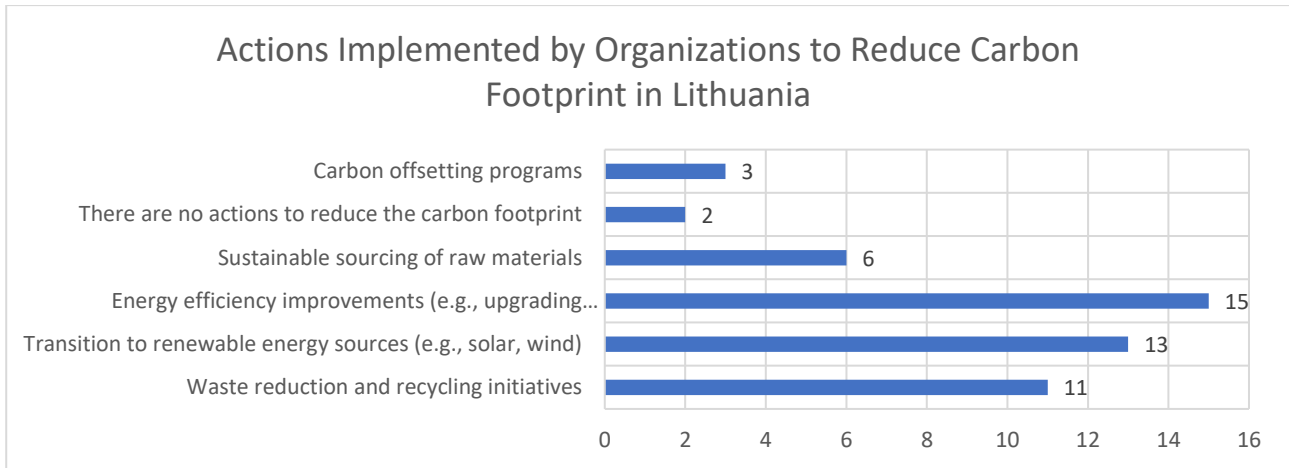 Actions Implemented by Organizations to Reduce Carbon
Footprint in Lithuania
Carbon offsetting programs
3
There are no actions to reduce the carbon footprint
2
Sustainable sourcing of raw materials
6
Energy efficiency improvements (e.g., upgrading...
15
Transition to renewable energy sources (e.g., solar, wind)
13
Waste reduction and recycling initiatives
11
0 2 4 6 8 10 12 14 16